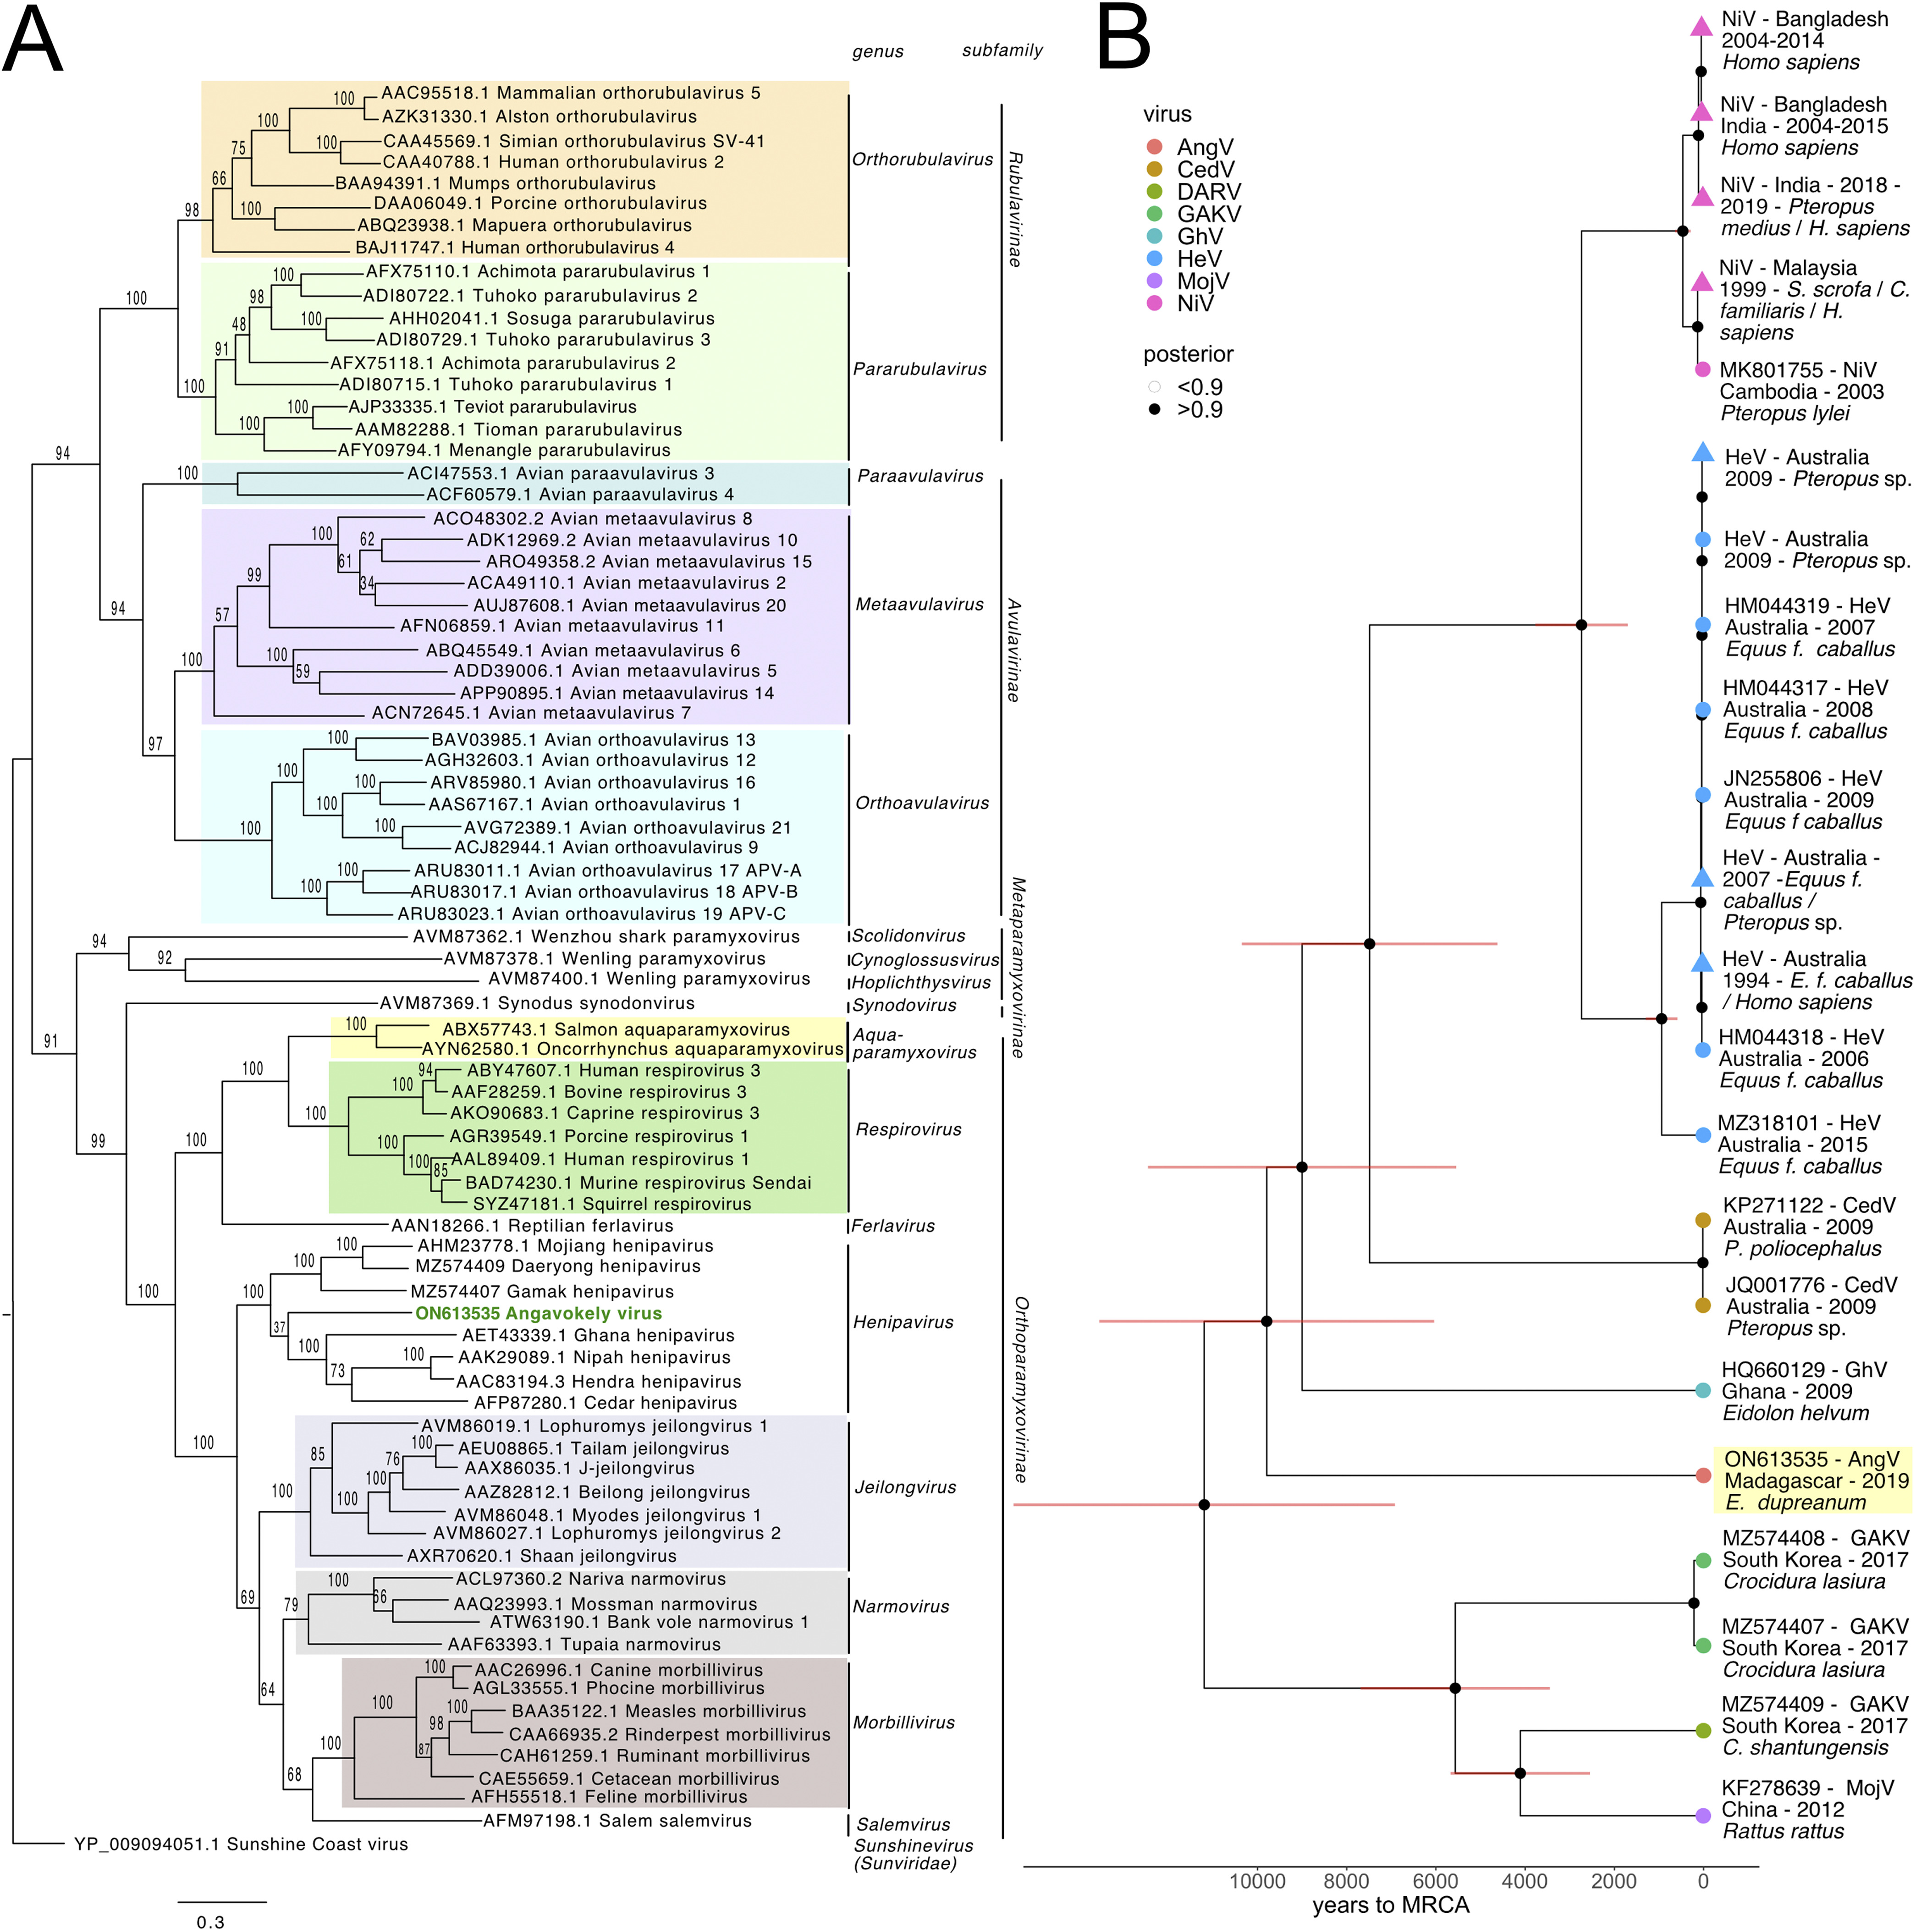 A
genus
subfamily
100
AAC95518.1 Mammalian orthorubulavirus 5
AZK31330.1 Alston orthorubulavirus
100
100
CAA45569.1 Simian orthorubulavirus SV-41
CAA40788.1 Human orthorubulavirus 2
75
BAA94391.1 Mumps orthorubulavirus
66
100
DAA06049.1 Porcine orthorubulavirus
ABQ23938.1 Mapuera orthorubulavirus
98
BAJ11747.1 Human orthorubulavirus 4
Orthorubulavirus
Rubulavirinae
100
AFX75110.1 Achimota pararubulavirus 1
ADI80722.1 Tuhoko pararubulavirus 2
98
100
AHH02041.1 Sosuga pararubulavirus
ADI80729.1 Tuhoko pararubulavirus 3
48
AFX75118.1 Achimota pararubulavirus 2
91
ADI80715.1 Tuhoko pararubulavirus 1
100
100
AJP33335.1 Teviot pararubulavirus
100
AAM82288.1 Tioman pararubulavirus
AFY09794.1 Menangle pararubulavirus
Pararubulavirus
100
94
100
ACI47553.1 Avian paraavulavirus 3
ACF60579.1 Avian paraavulavirus 4
Paraavulavirus
ACO48302.2 Avian metaavulavirus 8
100
62
ADK12969.2 Avian metaavulavirus 10
61
ARO49358.2 Avian metaavulavirus 15
99
34
ACA49110.1 Avian metaavulavirus 2
AUJ87608.1 Avian metaavulavirus 20
57
AFN06859.1 Avian metaavulavirus 11
100
100
ABQ45549.1 Avian metaavulavirus 6
59
ADD39006.1 Avian metaavulavirus 5
APP90895.1 Avian metaavulavirus 14
ACN72645.1 Avian metaavulavirus 7
Metaavulavirus
Avulavirinae
94
97
100
BAV03985.1 Avian orthoavulavirus 13
AGH32603.1 Avian orthoavulavirus 12
100
100
ARV85980.1 Avian orthoavulavirus 16
100
AAS67167.1 Avian orthoavulavirus 1
100
100
AVG72389.1 Avian orthoavulavirus 21
ACJ82944.1 Avian orthoavulavirus 9
100
ARU83011.1 Avian orthoavulavirus 17 APV-A
100
ARU83017.1 Avian orthoavulavirus 18 APV-B
ARU83023.1 Avian orthoavulavirus 19 APV-C
Orthoavulavirus
94
AVM87362.1 Wenzhou shark paramyxovirus
Scolidonvirus
92
AVM87378.1 Wenling paramyxovirus
Cynoglossusvirus
AVM87400.1 Wenling paramyxovirus
Hoplichthysvirus
Metaparamyxovirinae
AVM87369.1 Synodus synodonvirus
Synodovirus
91
99
100
ABX57743.1 Salmon aquaparamyxovirus
AYN62580.1 Oncorrhynchus aquaparamyxovirus
Aqua-
paramyxovirus
100
94
ABY47607.1 Human respirovirus 3
100
AAF28259.1 Bovine respirovirus 3
AKO90683.1 Caprine respirovirus 3
100
100
AGR39549.1 Porcine respirovirus 1
100
AAL89409.1 Human respirovirus 1
85
BAD74230.1 Murine respirovirus Sendai
SYZ47181.1 Squirrel respirovirus
Respirovirus
100
AAN18266.1 Reptilian ferlavirus
Ferlavirus
100
100
AHM23778.1 Mojiang henipavirus
100
MZ574409 Daeryong henipavirus
100
MZ574407 Gamak henipavirus
ON613535 Angavokely virus
37
AET43339.1 Ghana henipavirus
100
100
AAK29089.1 Nipah henipavirus
73
AAC83194.3 Hendra henipavirus
AFP87280.1 Cedar henipavirus
Henipavirus
Orthoparamyxovirinae
100
AVM86019.1 Lophuromys jeilongvirus 1
85
100
AEU08865.1 Tailam jeilongvirus
76
AAX86035.1 J-jeilongvirus
100
100
AAZ82812.1 Beilong jeilongvirus
100
AVM86048.1 Myodes jeilongvirus 1
AVM86027.1 Lophuromys jeilongvirus 2
AXR70620.1 Shaan jeilongvirus
Jeilongvirus
69
100
ACL97360.2 Nariva narmovirus
66
79
AAQ23993.1 Mossman narmovirus
ATW63190.1 Bank vole narmovirus 1
AAF63393.1 Tupaia narmovirus
Narmovirus
64
100
AAC26996.1 Canine morbillivirus
AGL33555.1 Phocine morbillivirus
100
100
BAA35122.1 Measles morbillivirus
98
CAA66935.2 Rinderpest morbillivirus
87
CAH61259.1 Ruminant morbillivirus
100
CAE55659.1 Cetacean morbillivirus
AFH55518.1 Feline morbillivirus
Morbillivirus
68
AFM97198.1 Salem salemvirus
Salemvirus
YP_009094051.1 Sunshine Coast virus
Sunshinevirus
(Sunviridae)
0.3
B
virus
AngV
CedV
DARV
GAKV
GhV
HeV
MojV
NiV
posterior
<0.9
>0.9
NiV - Bangladesh
2004-2014
Homo sapiens
NiV - Bangladesh
India - 2004-2015
Homo sapiens
NiV - India - 2018 -
2019 - Pteropus
medius / H. sapiens
NiV - Malaysia
1999 - S. scrofa / C.
familiaris / H.
sapiens
MK801755 - NiV
Cambodia - 2003
Pteropus lylei
HeV - Australia
2009 - Pteropus sp.
HeV - Australia
2009 - Pteropus sp.
HM044319 - HeV
Australia - 2007
Equus f. caballus
HM044317 - HeV
Australia - 2008
Equus f. caballus
JN255806 - HeV
Australia - 2009
Equus f caballus
HeV - Australia -
2007 -Equus f.
caballus /
Pteropus sp.
HeV - Australia
1994 - E. f. caballus
/ Homo sapiens
HM044318 - HeV
Australia - 2006
Equus f. caballus
MZ318101 - HeV
Australia - 2015
Equus f. caballus
KP271122 - CedV
Australia - 2009
P. poliocephalus
JQ001776 - CedV
Australia - 2009
Pteropus sp.
HQ660129 - GhV
Ghana - 2009
Eidolon helvum
ON613535 - AngV
Madagascar - 2019
E. dupreanum
MZ574408 - GAKV
South Korea - 2017
Crocidura lasiura
MZ574407 - GAKV
South Korea - 2017
Crocidura lasiura
MZ574409 - GAKV
South Korea - 2017
C. shantungensis
KF278639 - MojV
China - 2012
Rattus rattus
10000 8000 6000 4000 2000 0
years to MRCA